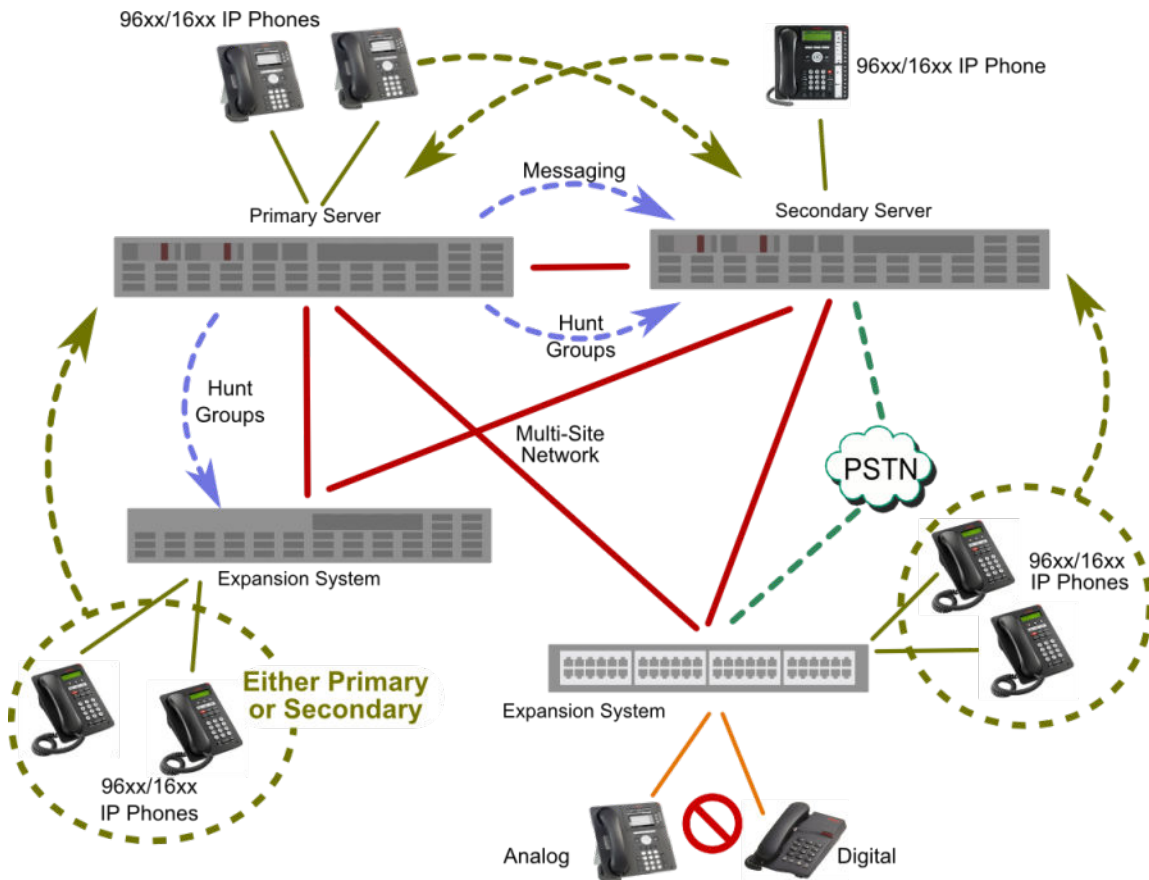 96xx/16xx IP Phones
96xx/16xx IP Phone
Messaging
Primary Server
Secondary Server
Hunt
Groups
Hunt
Groups
Multi-Site
Network
PSTN
Expansion System
96xx/16xx
IP Phones
Either Primary
or Secondary
Expansion System
96xx/16xx
IP Phones
Analog
Digital